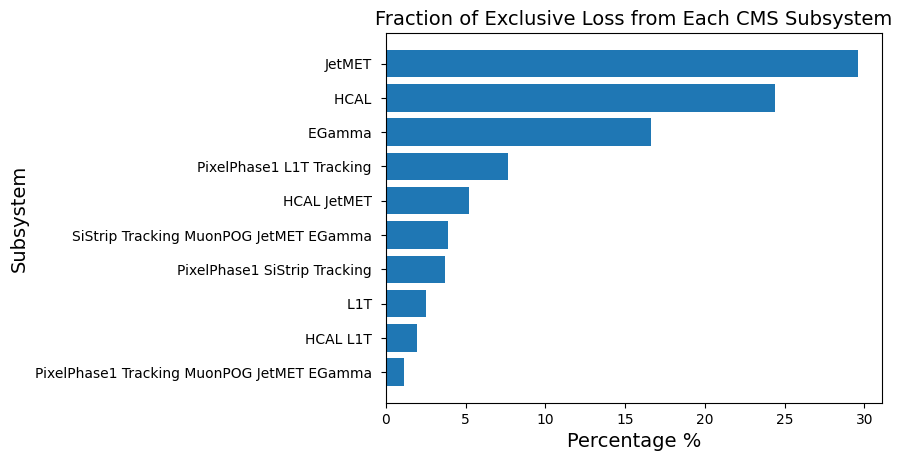 Fraction of Exclusive Loss from Each CMS Subsystem
Subsystem
JetMET
HCAL
EGamma
PixelPhase1 L1T Tracking
HCAL JetMET
SiStrip Tracking MuonPOG JetMET EGamma
PixelPhase1 SiStrip Tracking
L1T
HCAL L1T
PixelPhase1 Tracking MuonPOG JetMET EGamma
0 5 10 15 20 25 30
Percentage %